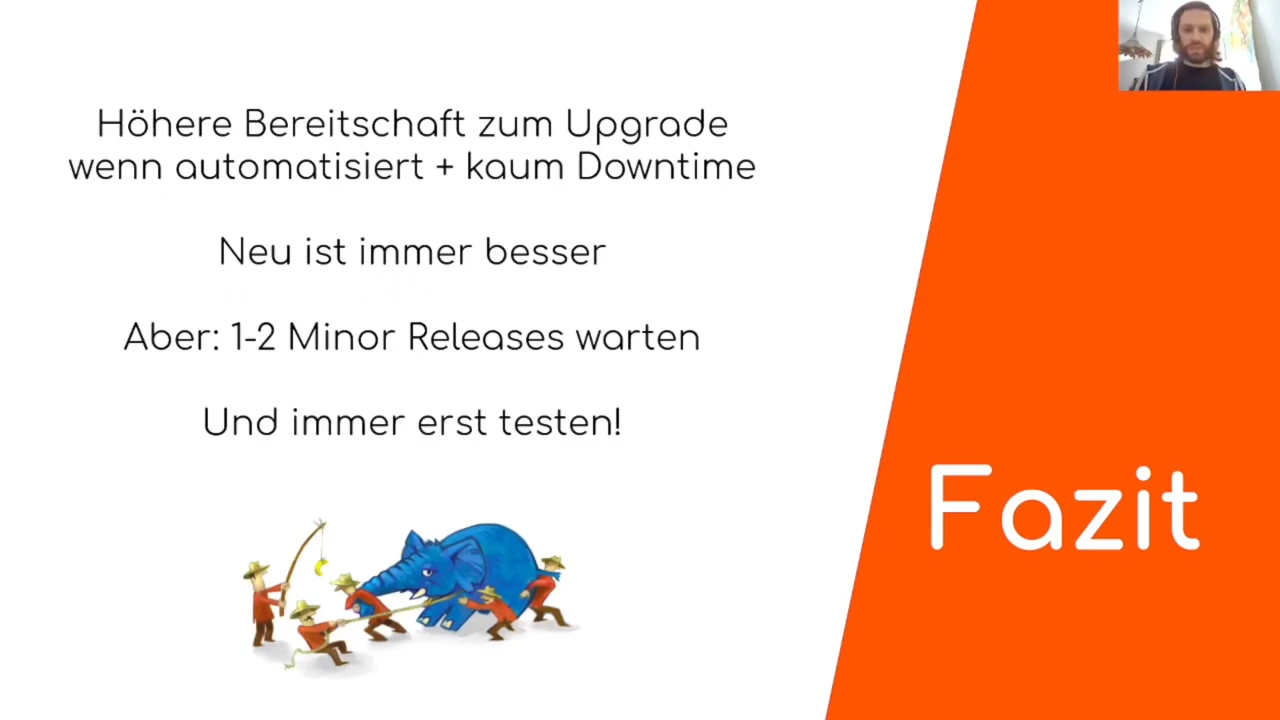 Höhere Bereitschaft zum Upgrade
wenn automatisiert + kaum Downtime
Neu ist immer besser
Aber: 1-2 Minor Releases warten
Und immer erst testen!
Fazit